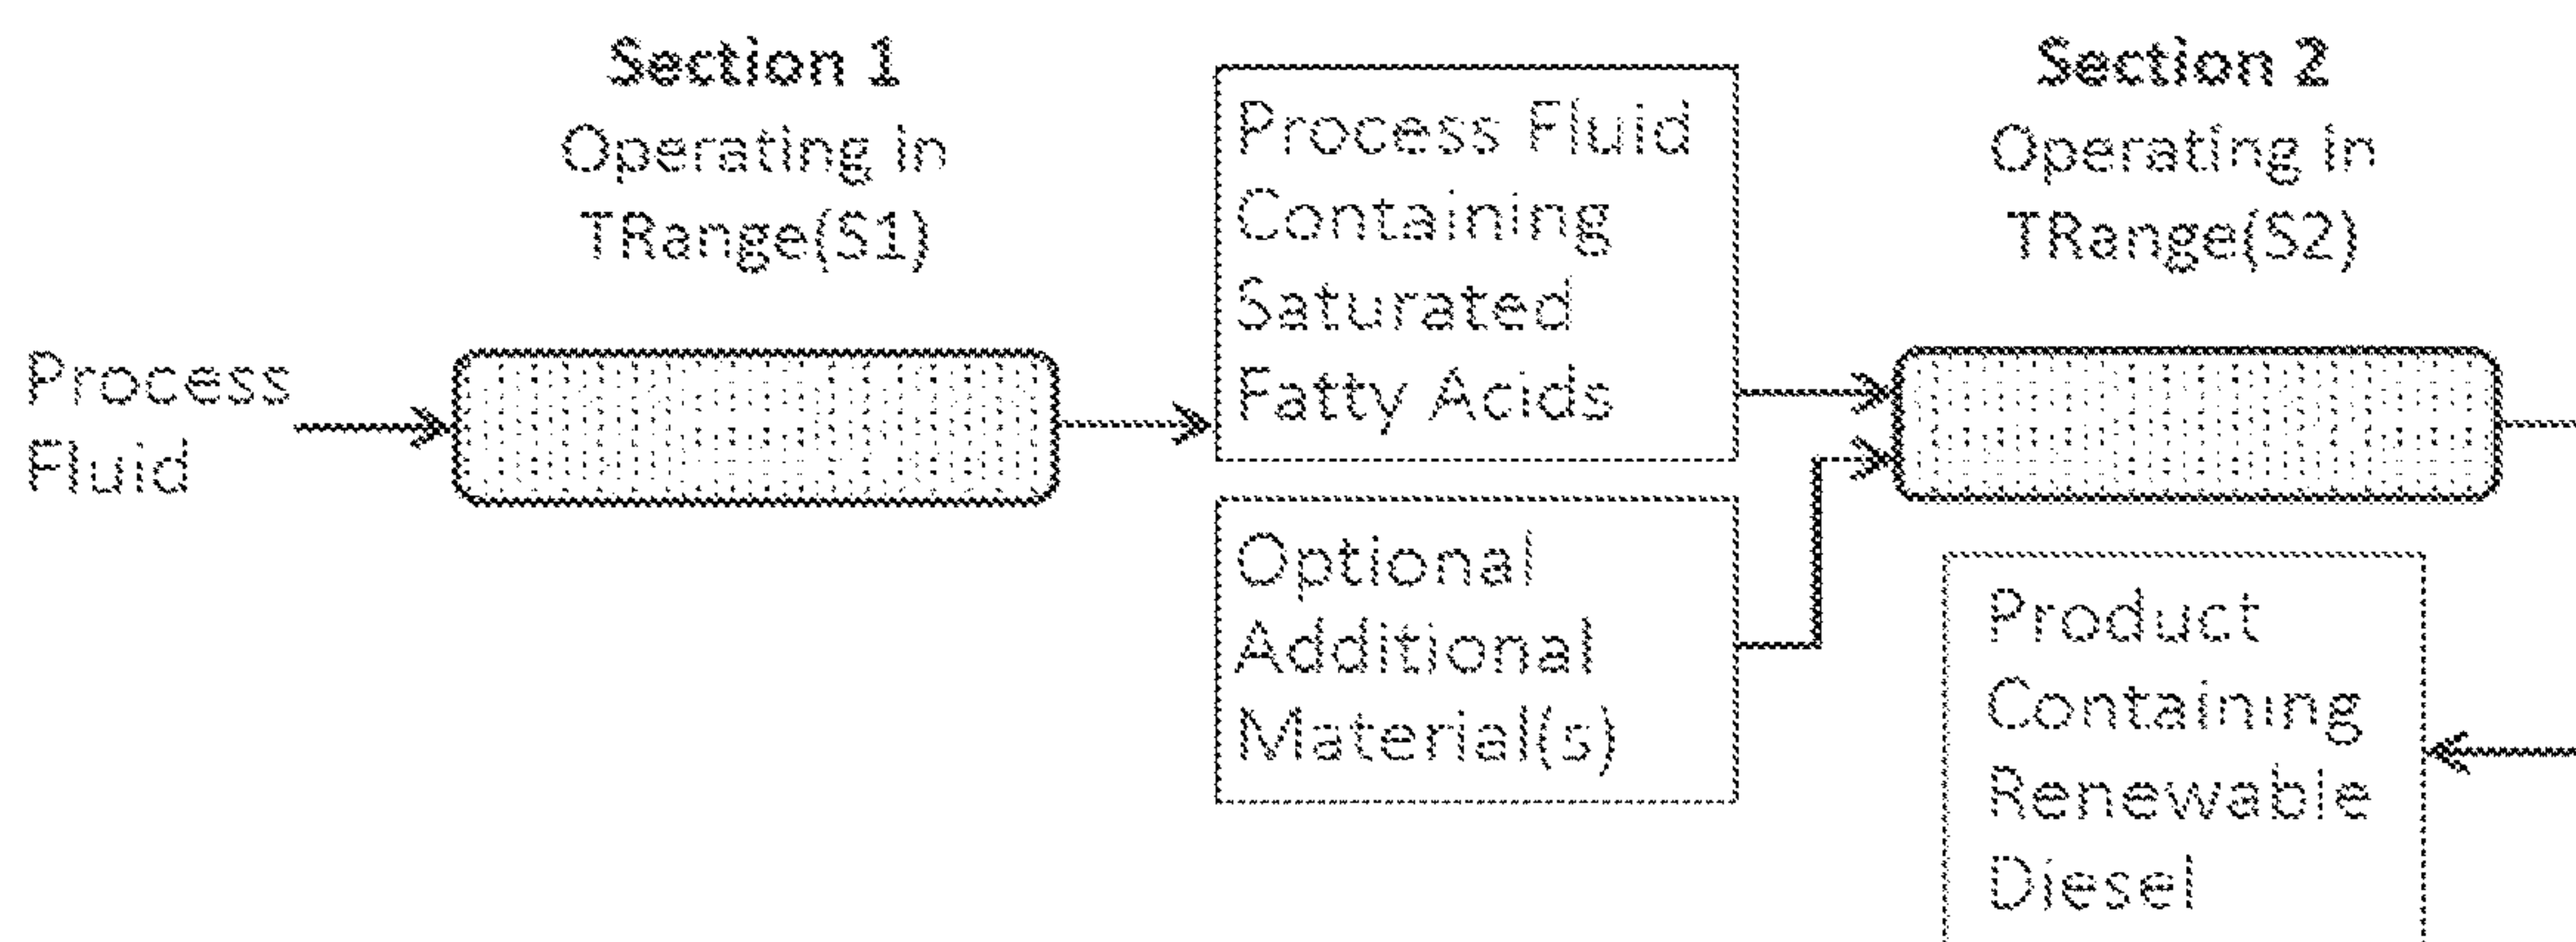 Section 1
Operating in
TRange(S1)
Process
Fluid
Process Fluid
Containing
Saturated
Fatty Acids
Optional
Additional
Material(s)
Section 2
Operating in
TRange(S2)
Product
Containing
Renewable
Diesel